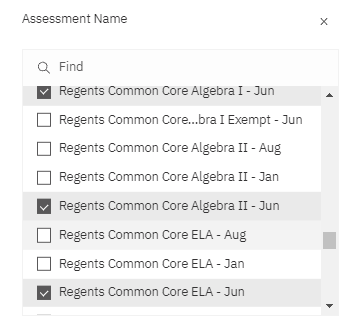 Assessment Name
×
Find
Regents Common Core Algebra I - Jun
Regents Common Core...bra I Exempt - Jun
Regents Common Core Algebra II - Aug
Regents Common Core Algebra II - Jan
Regents Common Core Algebra II - Jun
Regents Common Core ELA - Aug
Regents Common Core ELA - Jan
Regents Common Core ELA - Jun